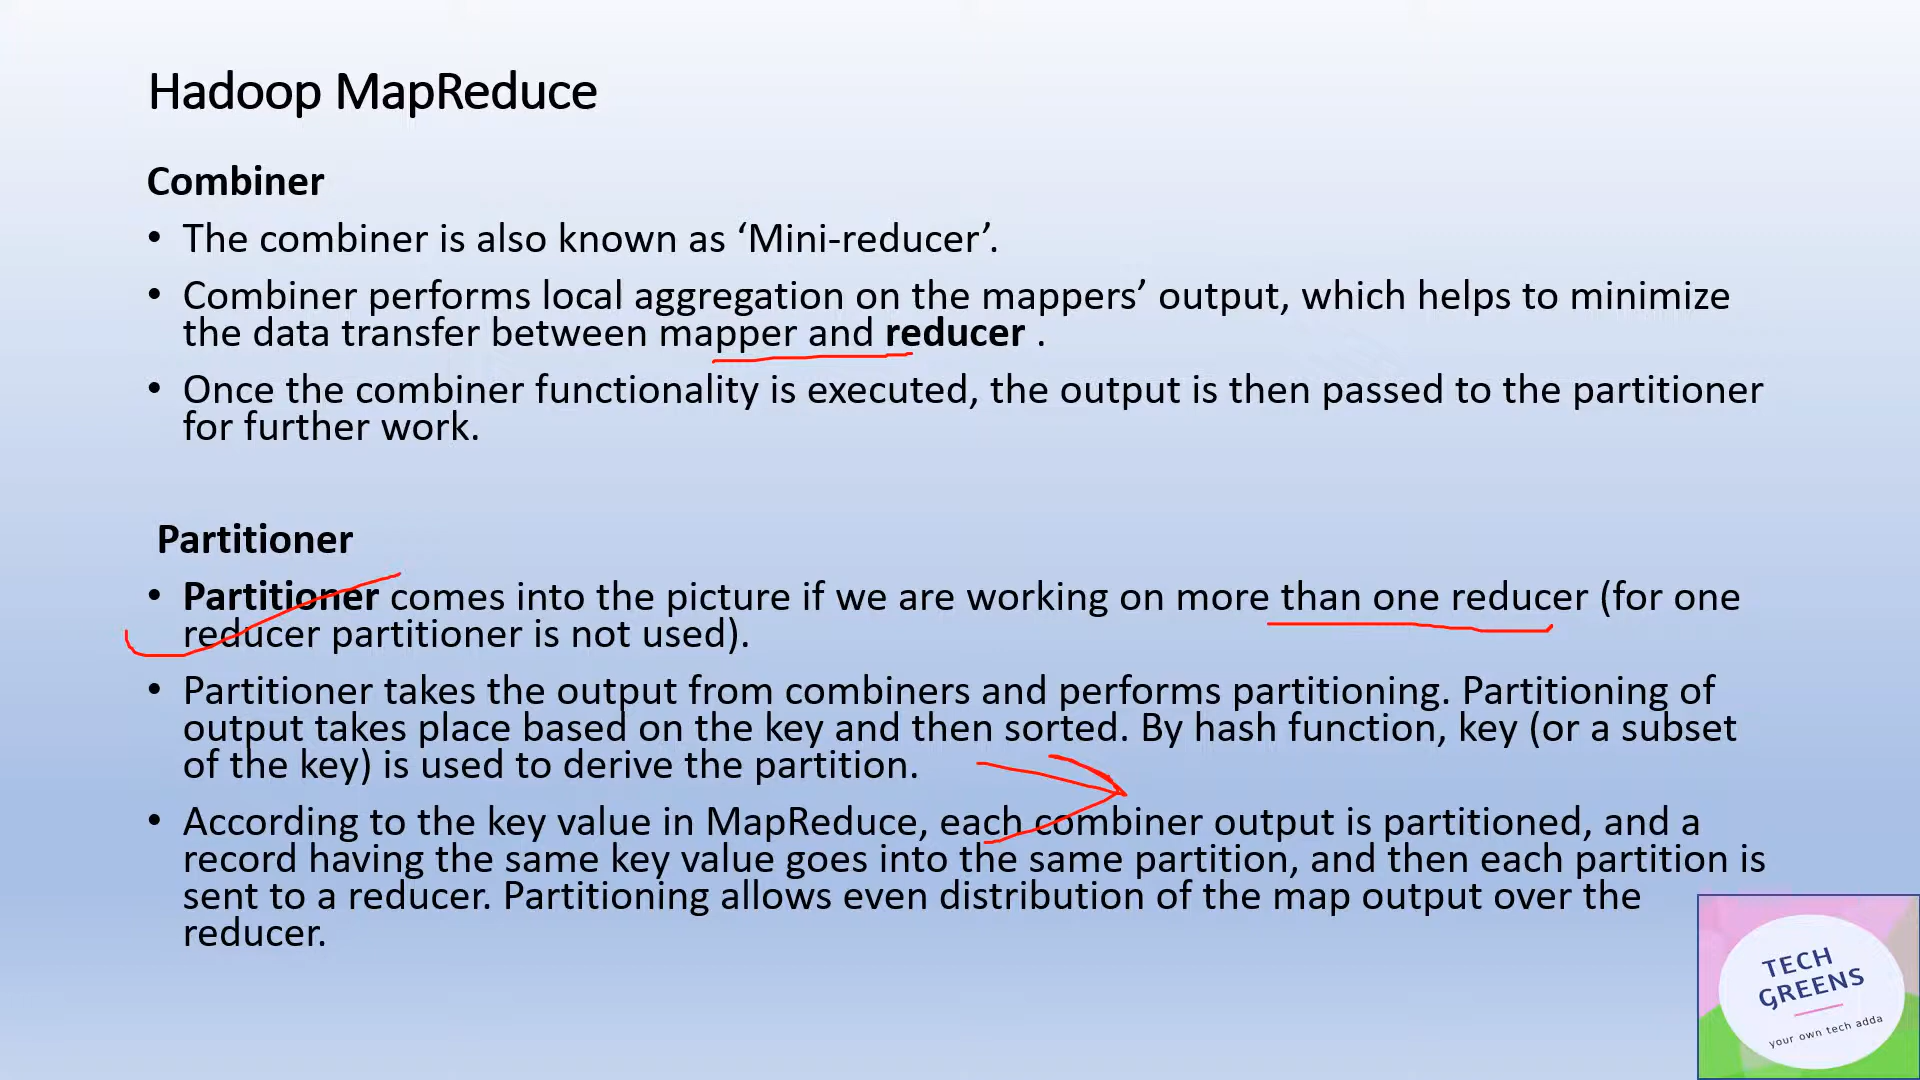 Hadoop MapReduce
Combiner
• The combiner is also known as ‘Mini-reducer’.
• Combiner performs local aggregation on the mappers’ output, which helps to minimize
the data transfer between mapper and reducer .
• Once the combiner functionality is executed, the output is then passed to the partitioner
for further work.
Partitioner
• Partitioner comes into the picture if we are working on more than one reducer (for one
reducer partitioner is not used).
• Partitioner takes the output from combiners and performs partitioning. Partitioning of
output takes place based on the key and then sorted. By hash function, key (or a subset
of the key) is used to derive the partition.
• According to the key value in MapReduce, each combiner output is partitioned, and a
record having the same key value goes into the same partition, and then each partition is
sent to a reducer. Partitioning allows even distribution of the map output over the
reducer.
TECH
GREENS
your own tech adda